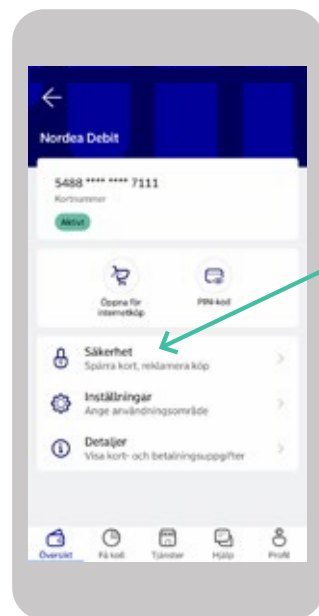 Nordea Debit
5488 **** **** 7111
Kortnummer
Aktivt
Öppna för
internetköp
PIN-kod
Säkerhet
Spärra kort, reklamera köp
Inställningar
Ange användningsområde
Detaljer
Visa kort- och betalningsuppgifter
Översikt
Få koll
Tjänster
Hjälp
Profil